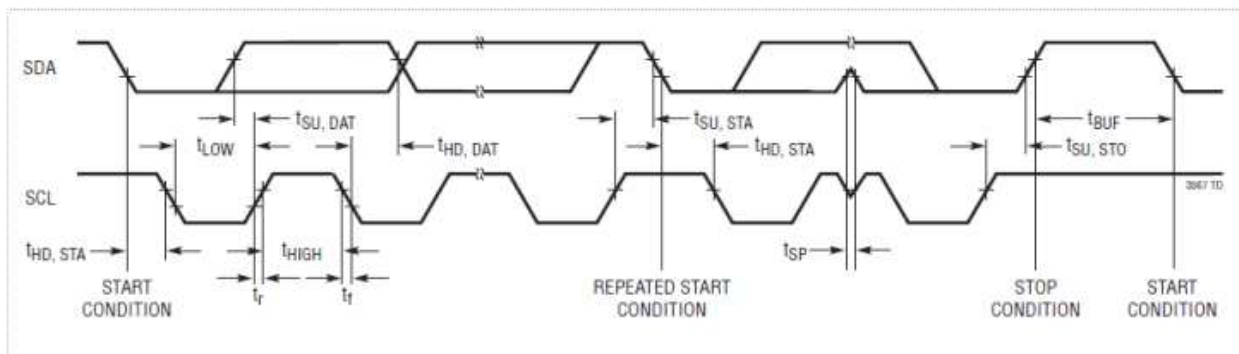 SDA
tSU, DAT
tSU, STA
tBUF
tLOW
tHD, DAT
tHD, STA
tSU, STO
3967 TD
SCL
tHD, STA
tHIGH
tSP
START
CONDITION
tr
tf
REPEATED START
CONDITION
STOP
CONDITION
START
CONDITION